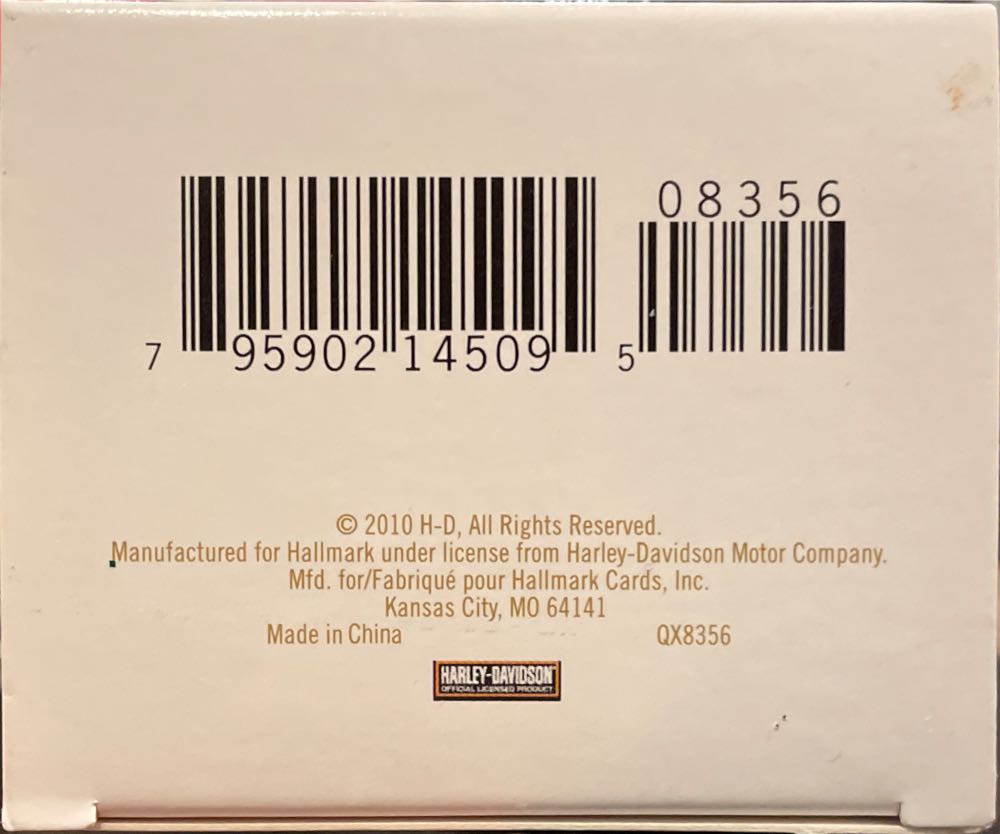 08356
7 95902 14509 5
© 2010 H-D, All Rights Reserved.
Manufactured for Hallmark under license from Harley-Davidson Motor Company.
Mfd. for/Fabriqué pour Hallmark Cards, Inc.
Kansas City, MO 64141
Made in China QX8356
HARLEY-DAVIDSON
OFFICIAL LICENSED PRODUCT